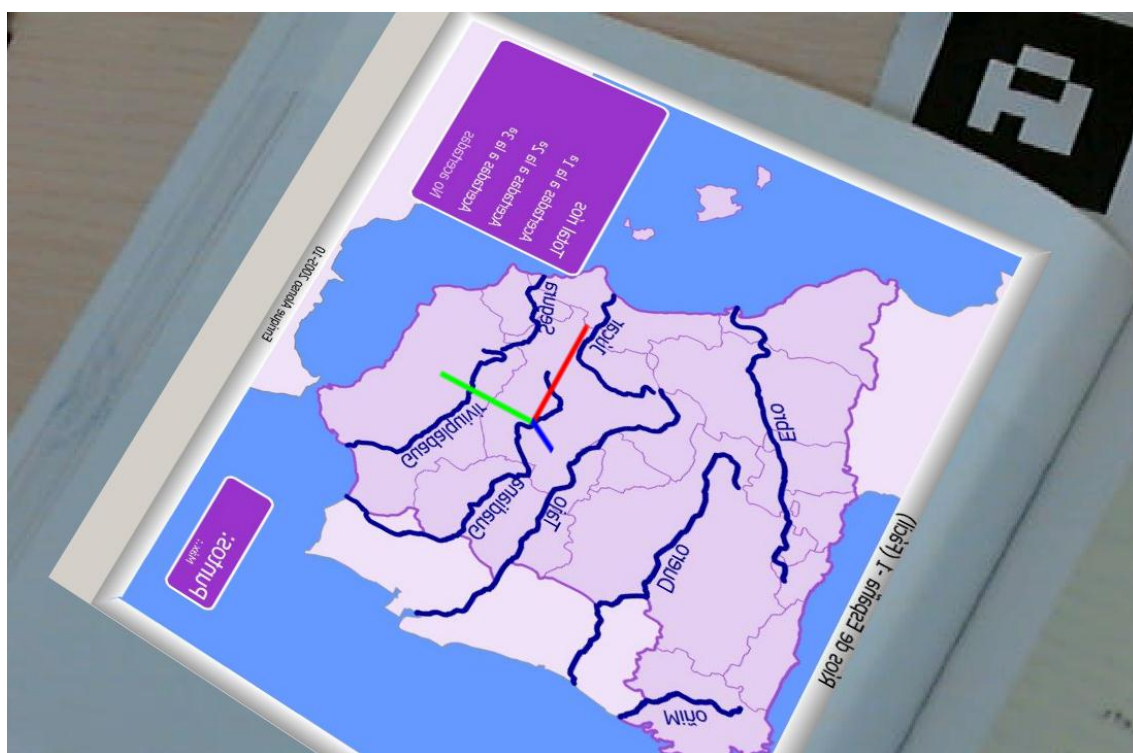 Ríos de España -1 (Fácil)
Miño
Duero
Ebro
Tajo
Júcar
Guadiana
Guadalquivir
Segura
Total ríos
Acertadas a la 1ª
Acertadas a la 2ª
Acertadas a la 3ª
No acertadas
Puntos:
Máx.:
Enrique Alonso 2005-10